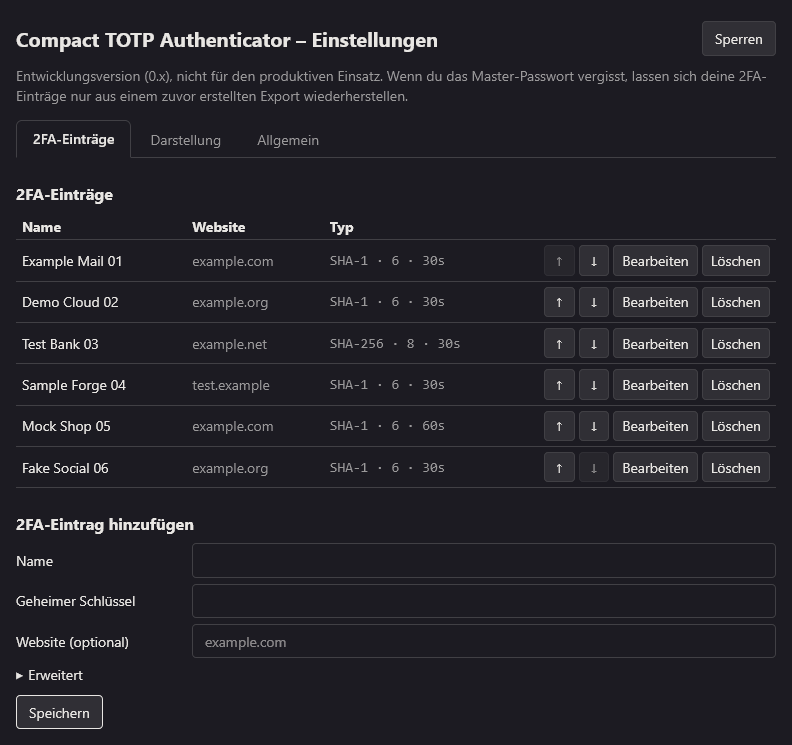 Compact TOTP Authenticator – Einstellungen
Sperren
Entwicklungsversion (0.x), nicht für den produktiven Einsatz. Wenn du das Master-Passwort vergisst, lassen sich deine 2FA-
Einträge nur aus einem zuvor erstellten Export wiederherstellen.
2FA-Einträge Darstellung Allgemein
2FA-Einträge
Name Website Typ
Example Mail 01 example.com SHA-1 · 6 · 30s ↑ ↓ Bearbeiten Löschen
Demo Cloud 02 example.org SHA-1 · 6 · 30s ↑ ↓ Bearbeiten Löschen
Test Bank 03 example.net SHA-256 · 8 · 30s ↑ ↓ Bearbeiten Löschen
Sample Forge 04 test.example SHA-1 · 6 · 30s ↑ ↓ Bearbeiten Löschen
Mock Shop 05 example.com SHA-1 · 6 · 60s ↑ ↓ Bearbeiten Löschen
Fake Social 06 example.org SHA-1 · 6 · 30s ↑ ↓ Bearbeiten Löschen
2FA-Eintrag hinzufügen
Name
Geheimer Schlüssel
Website (optional) example.com
▸ Erweitert
Speichern